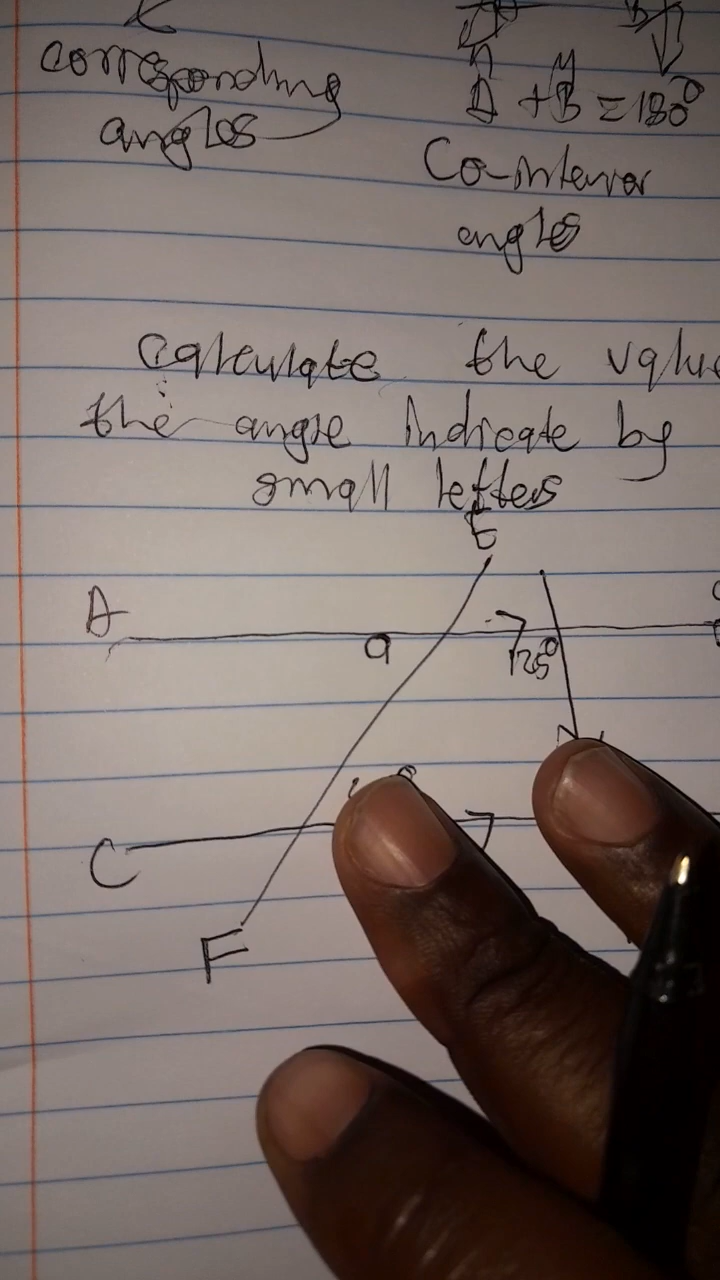 corresponding
angles
A + B = 180°
Co-interior
angles
Calculate the value
the angle indicate by
small letters
E
A
a
125°
C
F